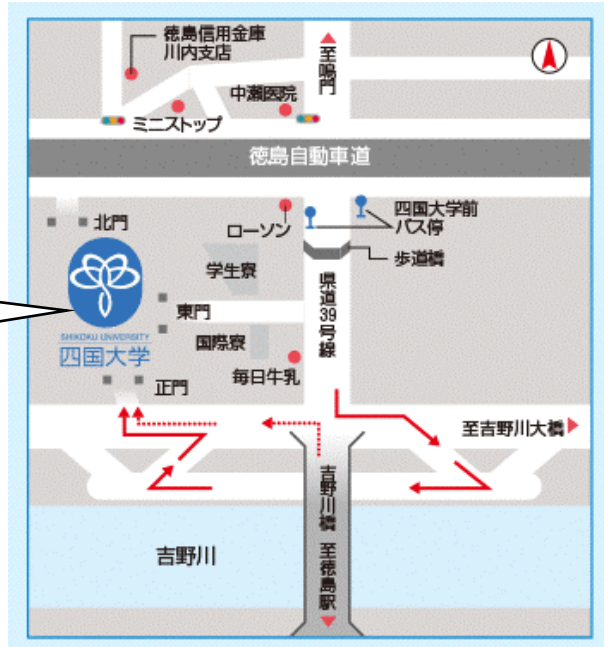 徳島信用金庫
川内支店
至鳴門
中瀬医院
ミニストップ
徳島自動車道
北門
ローソン
四国大学前
バス停
歩道橋
学生寮
県道39号線
東門
SHIKOKU UNIVERSITY
四国大学
国際寮
毎日牛乳
正門
至吉野川大橋
吉野川橋
至徳島駅
吉野川